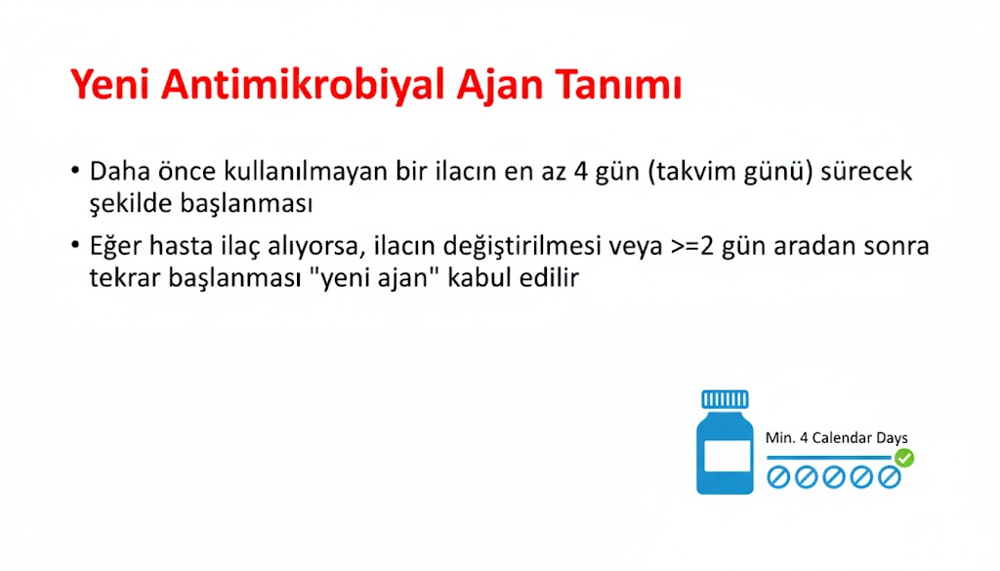 Yeni Antimikrobiyal Ajan Tanımı
• Daha önce kullanılmayan bir ilacın en az 4 gün (takvim günü) sürecek
şekilde başlanması
• Eğer hasta ilaç alıyorsa, ilacın değiştirilmesi veya >=2 gün aradan sonra
tekrar başlanması "yeni ajan" kabul edilir
Min. 4 Calendar Days